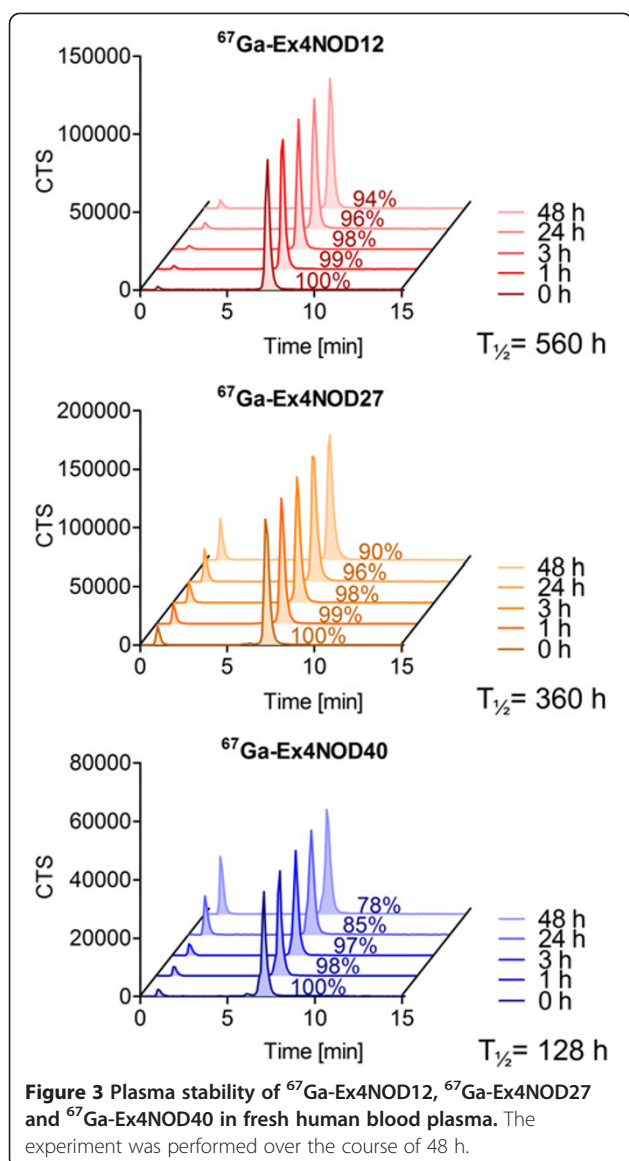 ⁶⁷Ga-Ex4NOD12
150000
100000
50000
0
CTS
94%
96%
98%
99%
100%
0 5 10 15
Time [min]
48 h
24 h
3 h
1 h
0 h
T½= 560 h
⁶⁷Ga-Ex4NOD27
200000
150000
100000
50000
0
CTS
90%
96%
98%
99%
100%
0 5 10 15
Time [min]
48 h
24 h
3 h
1 h
0 h
T½= 360 h
⁶⁷Ga-Ex4NOD40
80000
60000
40000
20000
0
CTS
78%
85%
97%
98%
100%
0 5 10 15
Time [min]
48 h
24 h
3 h
1 h
0 h
T½= 128 h
Figure 3 Plasma stability of ⁶⁷Ga-Ex4NOD12, ⁶⁷Ga-Ex4NOD27
and ⁶⁷Ga-Ex4NOD40 in fresh human blood plasma. The
experiment was performed over the course of 48 h.